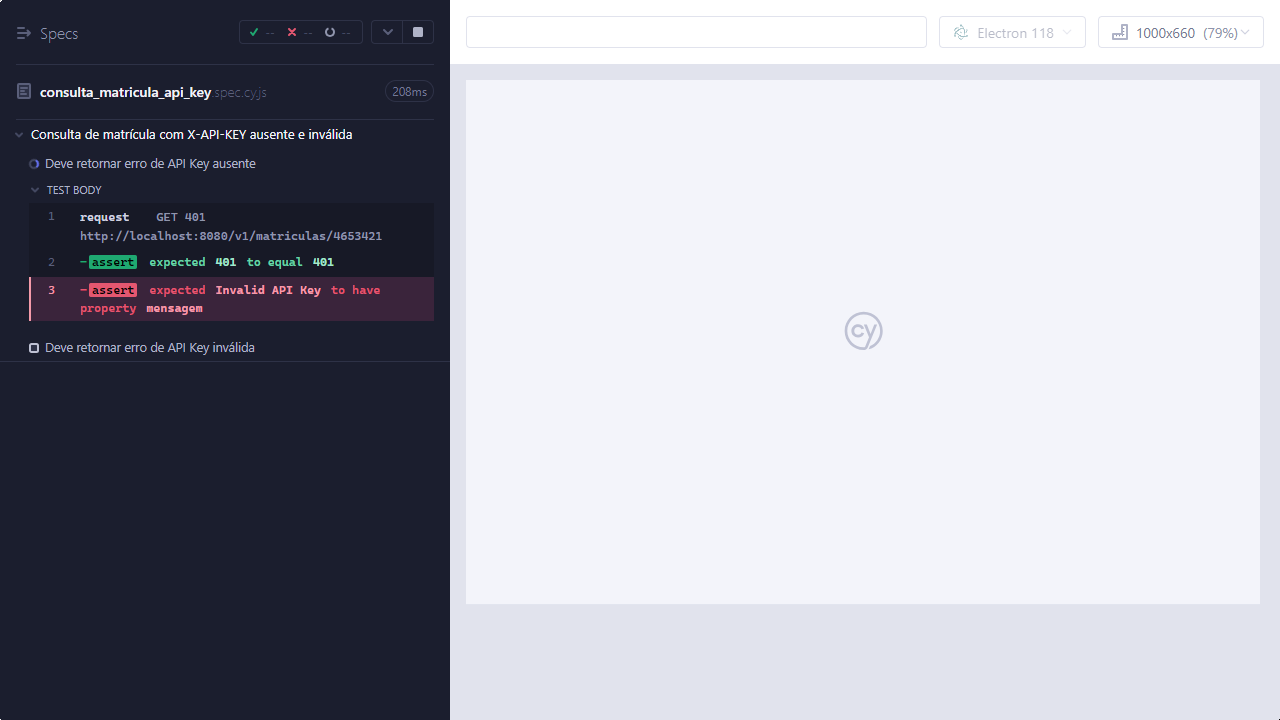 Specs
-- -- --
Electron 118
1000x660 (79%)
consulta_matricula_api_key.spec.cy.js
208ms
Consulta de matrícula com X-API-KEY ausente e inválida
Deve retornar erro de API Key ausente
TEST BODY
1 request GET 401
http://localhost:8080/v1/matriculas/4653421
2 -assert expected 401 to equal 401
3 -assert expected Invalid API Key to have
property mensagem
Deve retornar erro de API Key inválida
cy